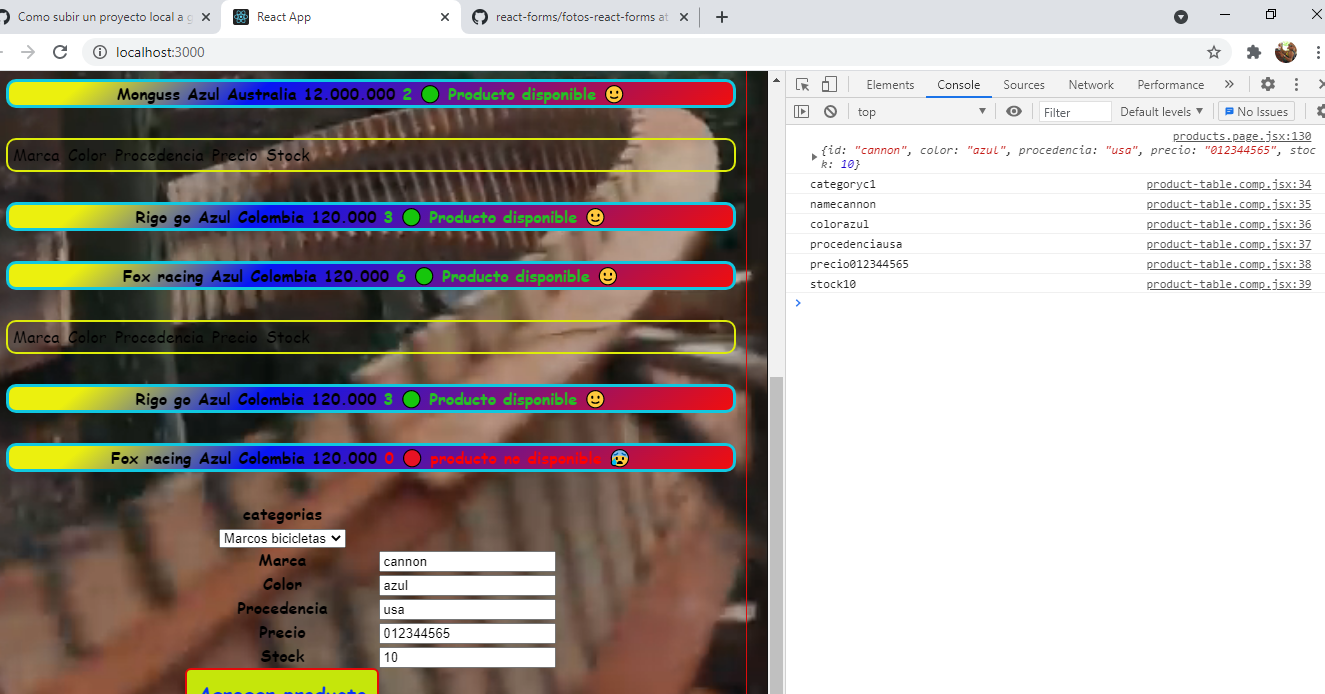 Como subir un proyecto local a g
React App
react-forms/fotos-react-forms at
localhost:3000
Monguss Azul Australia 12.000.000 2 Producto disponible
Marca Color Procedencia Precio Stock
Rigo go Azul Colombia 120.000 3 Producto disponible
Fox racing Azul Colombia 120.000 6 Producto disponible
Marca Color Procedencia Precio Stock
Rigo go Azul Colombia 120.000 3 Producto disponible
Fox racing Azul Colombia 120.000 0 producto no disponible
categorias
Marcos bicicletas
Marca cannon
Color azul
Procedencia usa
Precio 012344565
Stock 10
Agregar producto
Elements Console Sources Network Performance »
top Filter Default levels No Issues
products.page.jsx:130
{id: "cannon", color: "azul", procedencia: "usa", precio: "012344565", stoc
k: 10}
categoryc1 product-table.comp.jsx:34
namecannon product-table.comp.jsx:35
colorazul product-table.comp.jsx:36
procedenciausa product-table.comp.jsx:37
precio012344565 product-table.comp.jsx:38
stock10 product-table.comp.jsx:39